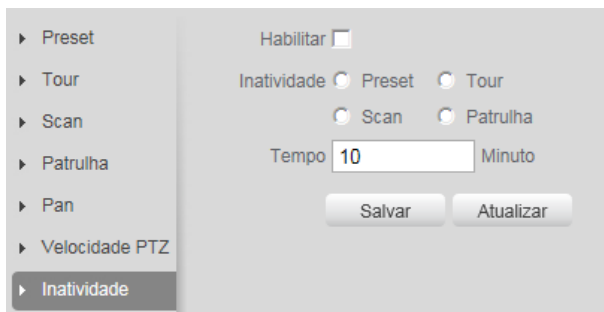 Preset
Tour
Scan
Patrulha
Pan
Velocidade PTZ
Inatividade
Habilitar
Inatividade Preset Tour
Scan Patrulha
Tempo 10 Minuto
Salvar Atualizar